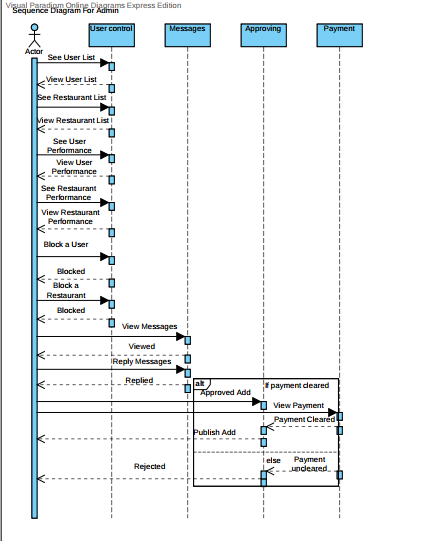 Visual Paradigm Online Diagrams Express Edition
Sequence Diagram For Admin
User control
Messages
Approving
Payment
Actor
See User List
View User List
See Restaurant List
View Restaurant List
See User
Performance
View User
Performance
See Restaurant
Performance
View Restaurant
Performance
Block a User
Blocked
Block a
Restaurant
Blocked
View Messages
Viewed
Reply Messages
Replied
alt
If payment cleared
Approved Add
View Payment
Payment Cleared
Publish Add
else
Payment
uncleared
Rejected